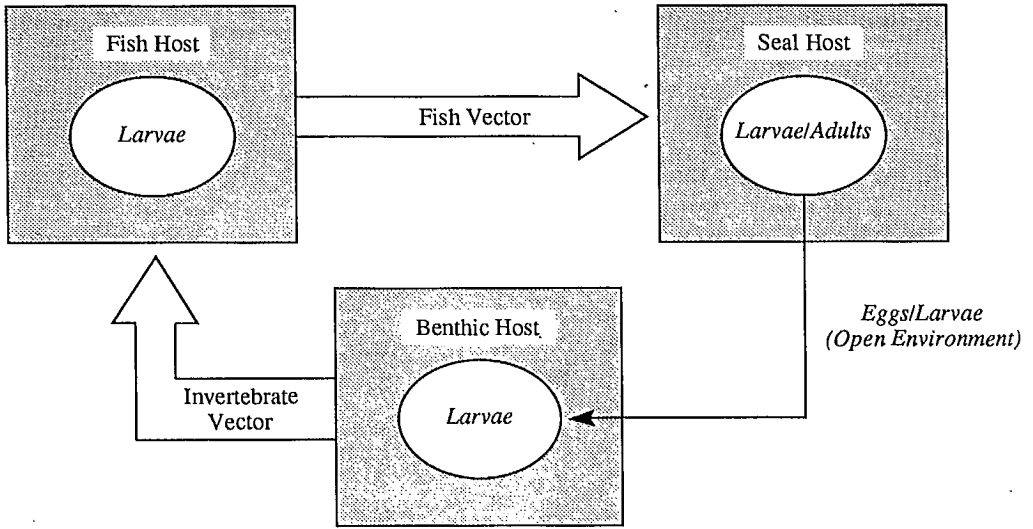 Fish Host
Larvae
Fish Vector
Seal Host
Larvae/Adults
Eggs/Larvae
(Open Environment)
Benthic Host
Larvae
Invertebrate
Vector